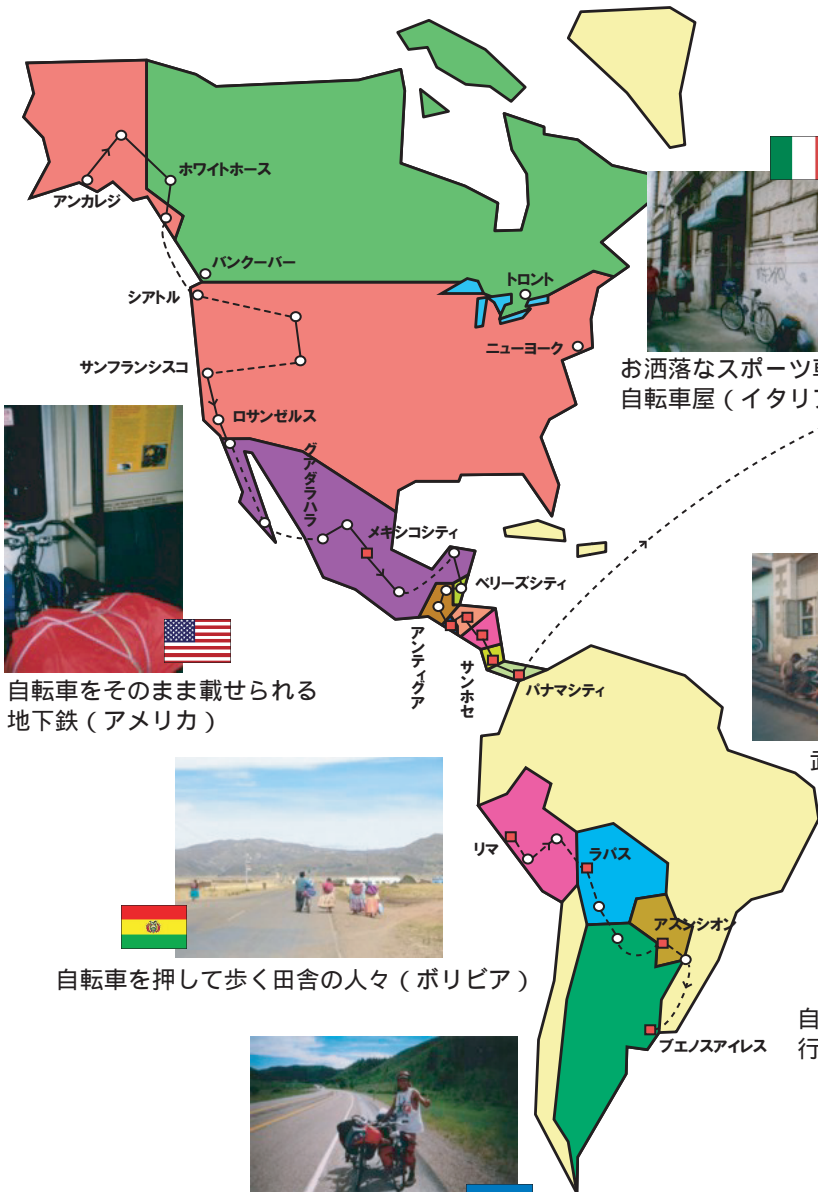 ホワイトホース
アンカレジ
バンクーバー
シアトル
トロント
サンフランシスコ
ニューヨーク
お洒落なスポーツ
自転車屋（イタリア
ロサンゼルス
グアダラハラ
メキシコシティ
ベリーズシティ
アンティグア
サンホセ
パナマシティ
自転車をそのまま載せられる
地下鉄（アメリカ）
リマ
ラパス
アスンシオン
自転車を押して歩く田舎の人々（ボリビア）
ブエノスアイレス
自
行